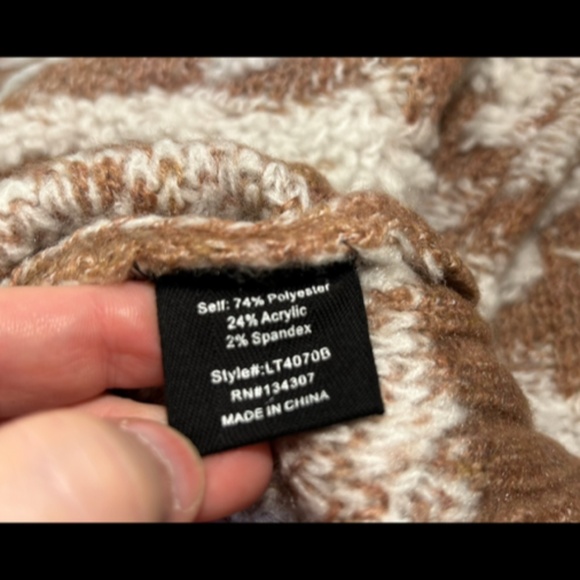 Self: 74% Polyester
24% Acrylic
2% Spandex
Style#:LT4070B
RN#134307
MADE IN CHINA